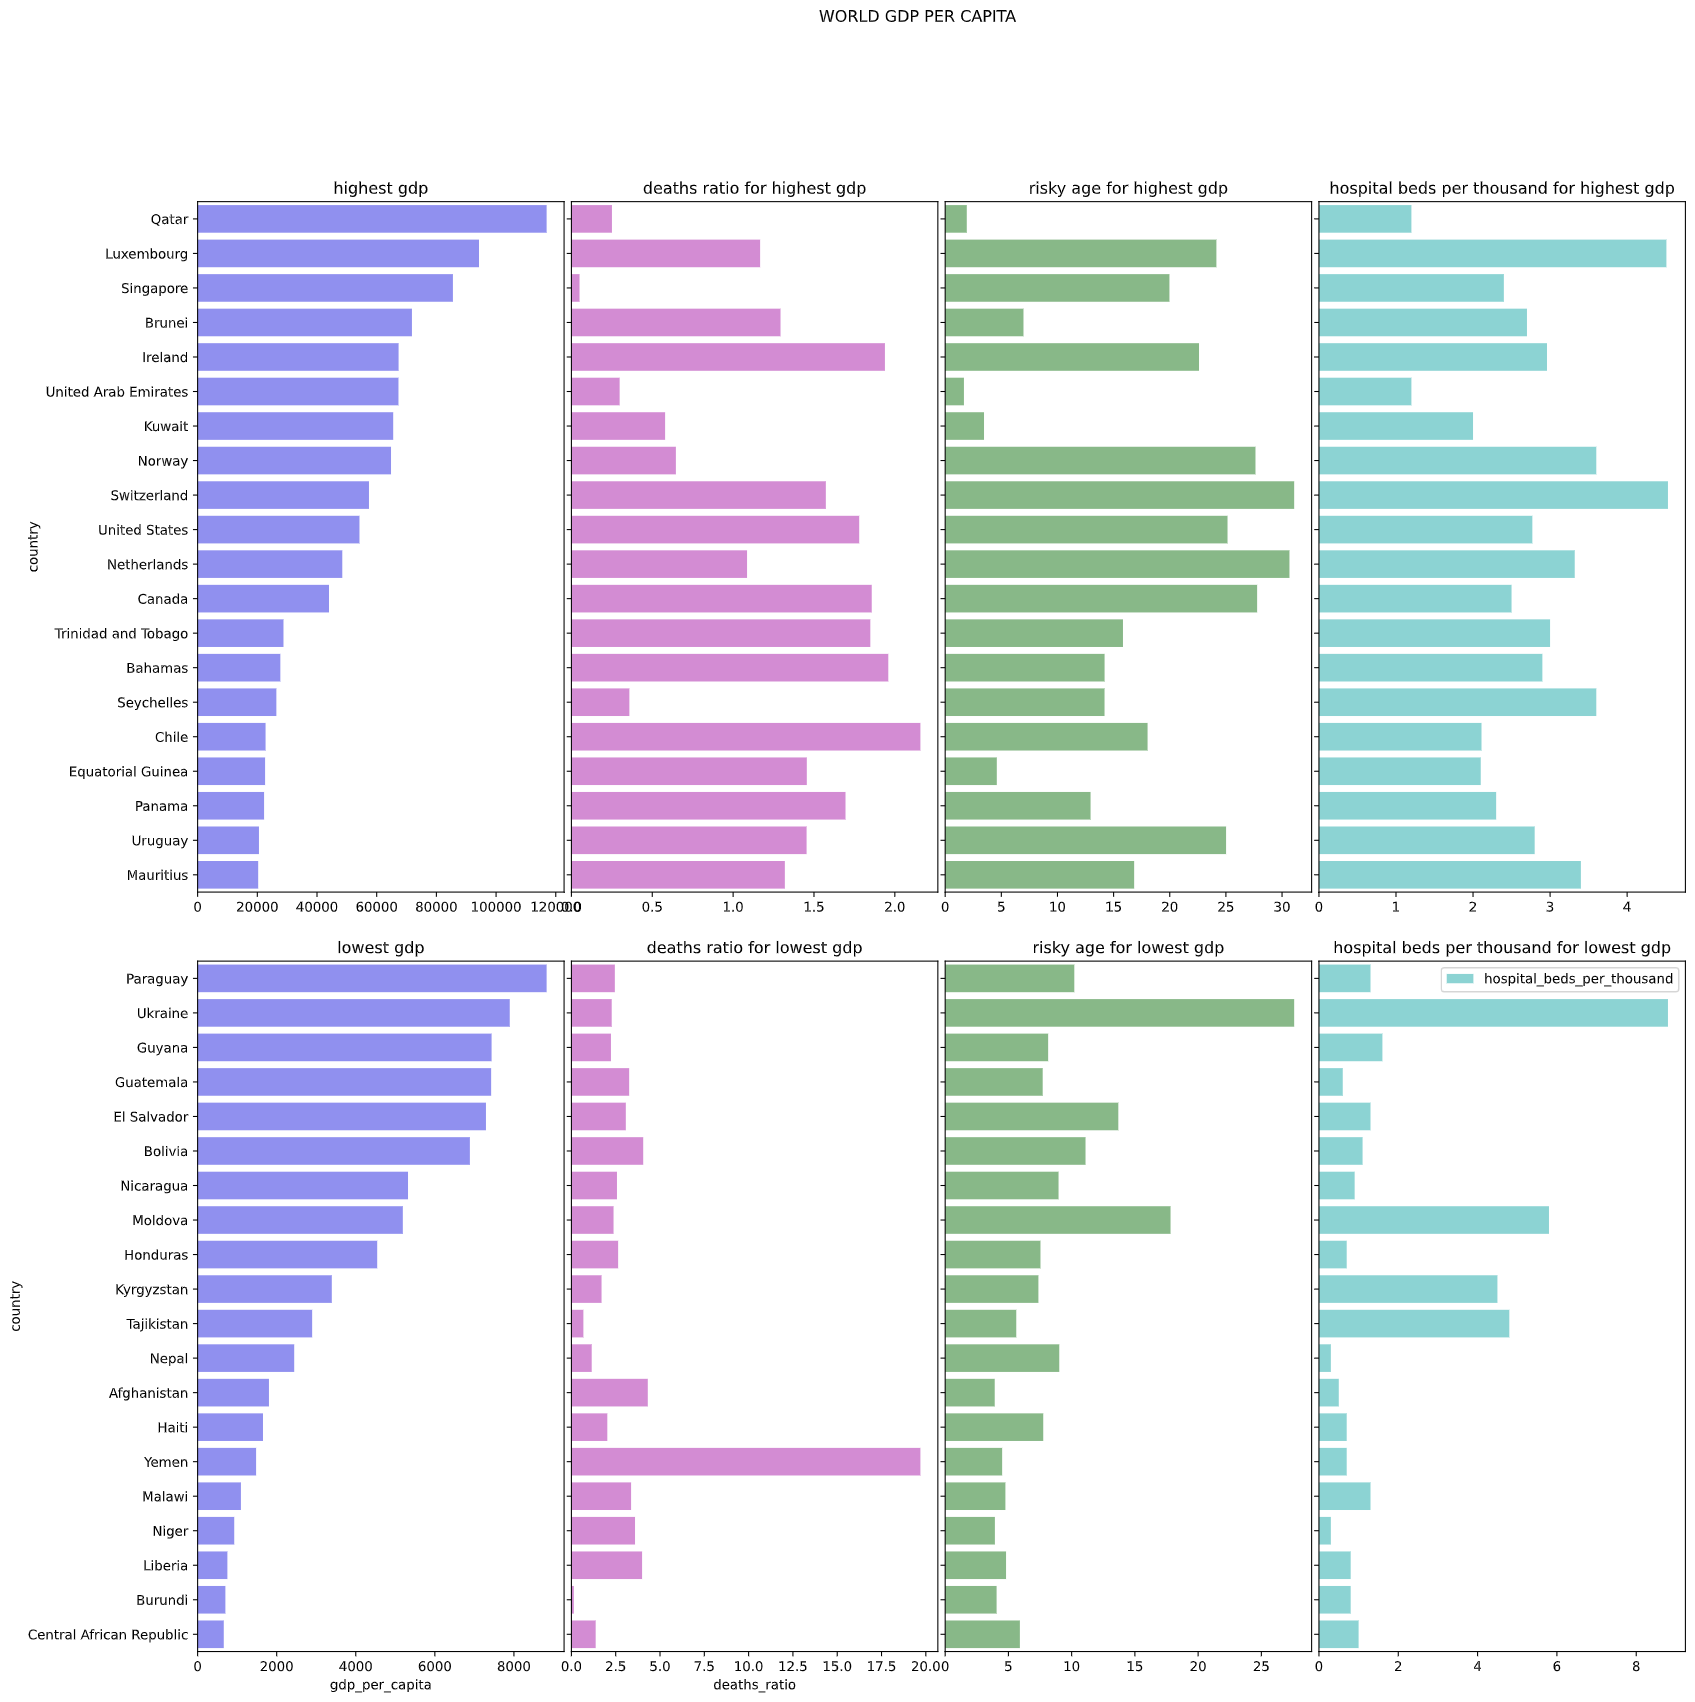 WORLD GDP PER CAPITA
highest gdp
deaths ratio for highest gdp
risky age for highest gdp
hospital beds per thousand for highest gdp
country
Qatar
Luxembourg
Singapore
Brunei
Ireland
United Arab Emirates
Kuwait
Norway
Switzerland
United States
Netherlands
Canada
Trinidad and Tobago
Bahamas
Seychelles
Chile
Equatorial Guinea
Panama
Uruguay
Mauritius
0 20000 40000 60000 80000 100000 120000
0.0 0.5 1.0 1.5 2.0
0 5 10 15 20 25 30
0 1 2 3 4
lowest gdp
deaths ratio for lowest gdp
risky age for lowest gdp
hospital beds per thousand for lowest gdp
hospital_beds_per_thousand
country
Paraguay
Ukraine
Guyana
Guatemala
El Salvador
Bolivia
Nicaragua
Moldova
Honduras
Kyrgyzstan
Tajikistan
Nepal
Afghanistan
Haiti
Yemen
Malawi
Niger
Liberia
Burundi
Central African Republic
0 2000 4000 6000 8000
gdp_per_capita
0.0 2.5 5.0 7.5 10.0 12.5 15.0 17.5 20.0
deaths_ratio
0 5 10 15 20 25
0 2 4 6 8